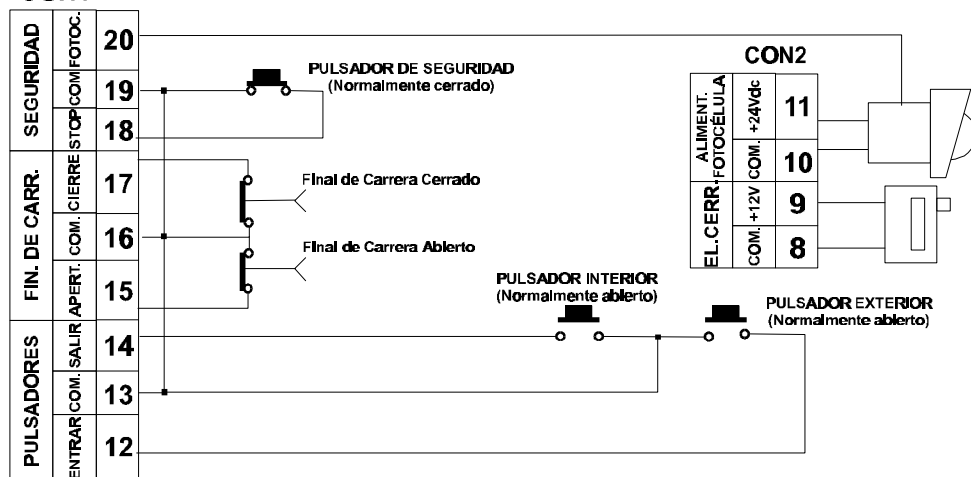 SEGURIDAD
FOTOC.
20
COM
19
STOP
18
FIN. DE CARR.
CIERRE
17
COM.
16
APERT.
15
PULSADORES
SALIR
14
COM.
13
ENTRAR
12
PULSADOR DE SEGURIDAD
(Normalmente cerrado)
Final de Carrera Cerrado
Final de Carrera Abierto
PULSADOR INTERIOR
(Normalmente abierto)
PULSADOR EXTERIOR
(Normalmente abierto)
CON2
ALIMENT.
FOTOCÉLULA
+24Vdc
11
COM.
10
EL.CERR.
+12V
9
COM.
8